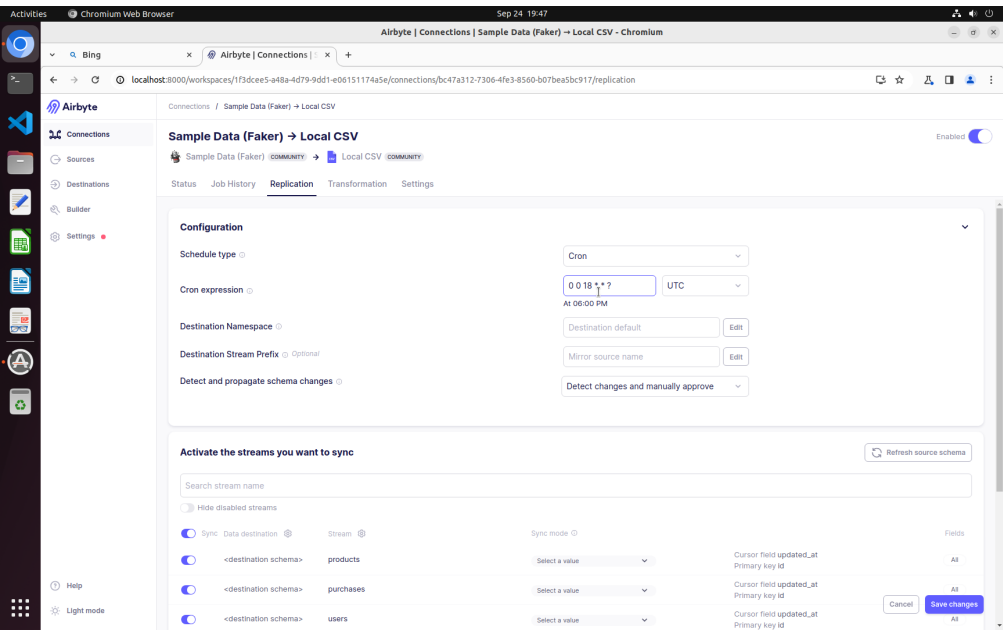 Activities
Chromium Web Browser
Sep 24 19:47
Airbyte | Connections | Sample Data (Faker) → Local CSV - Chromium
Bing
Airbyte | Connections |
localhost:8000/workspaces/1f3dcee5-a48a-4d79-9dd1-e06151174a5e/connections/bc47a312-7306-4fe3-8560-b07bea5bc917/replication
Airbyte
Connections
Sources
Destinations
Builder
Settings
Help
Light mode
Connections / Sample Data (Faker) → Local CSV
Sample Data (Faker) → Local CSV
Enabled
Sample Data (Faker) COMMUNITY → Local CSV COMMUNITY
Status Job History Replication Transformation Settings
Configuration
Schedule type
Cron
Cron expression
0 0 18 * * ?
UTC
At 06:00 PM
Destination Namespace
Destination default
Edit
Destination Stream Prefix Optional
Mirror source name
Edit
Detect and propagate schema changes
Detect changes and manually approve
Activate the streams you want to sync
Refresh source schema
Search stream name
Hide disabled streams
Sync Data destination Stream Sync mode Fields
<destination schema> products Select a value Cursor field updated_at All
Primary key id
<destination schema> purchases Select a value Cursor field updated_at All
Primary key id
Cancel Save changes
<destination schema> users Select a value Cursor field updated_at All
Primary key id